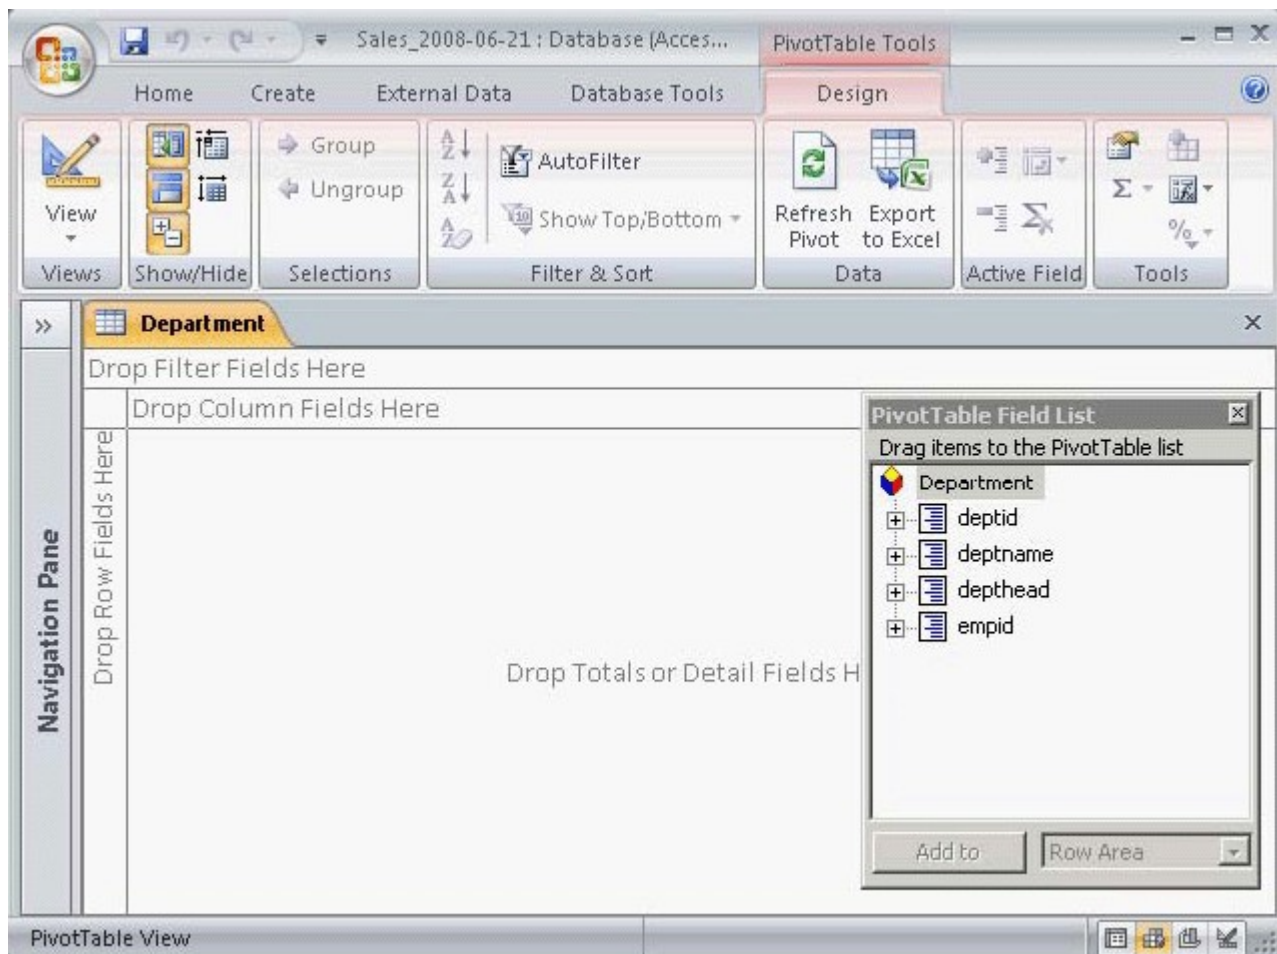 Sales_2008-06-21 : Database (Acces...
PivotTable Tools
Home Create External Data Database Tools Design
View
Group
Ungroup
AutoFilter
Show Top/Bottom
Refresh Pivot
Export to Excel
Views Show/Hide Selections Filter & Sort Data Active Field Tools
Department
Navigation Pane
Drop Filter Fields Here
Drop Column Fields Here
Drop Row Fields Here
Drop Totals or Detail Fields H
PivotTable Field List
Drag items to the PivotTable list
Department
deptid
deptname
depthead
empid
Add to
Row Area
PivotTable View